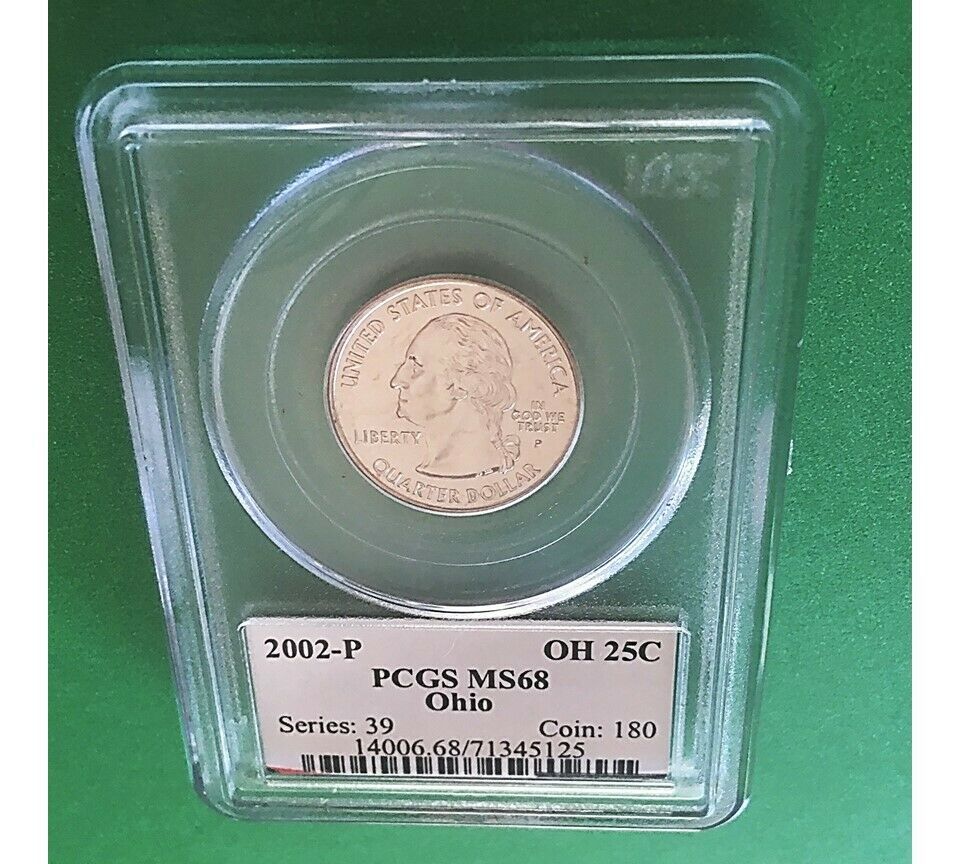 UNITED STATES OF AMERICA
LIBERTY
IN
GOD WE
TRUST
P
QUARTER DOLLAR
2002-P OH 25C
PCGS MS68
Ohio
Series: 39 Coin: 180
14006.68/71345125